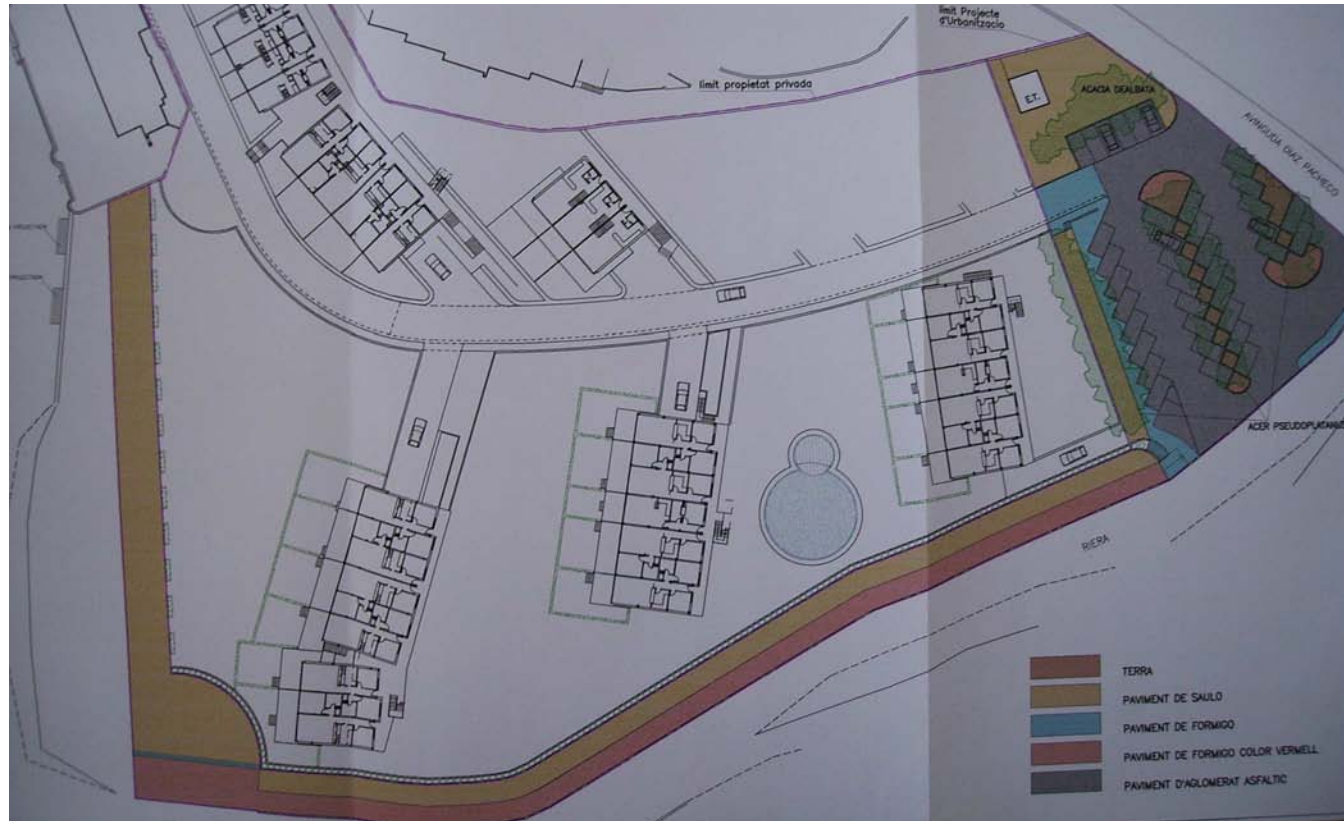 limit Projecte
d'Urbanització
limit propietat privada
E.T.
ACACIA DEALBATA
AVINGUDA DIAZ PACHECO
ACER PSEUDOPLATANUS
RIERA
TERRA
PAVIMENT DE SAULO
PAVIMENT DE FORMIGO
PAVIMENT DE FORMIGO COLOR VERMELL
PAVIMENT D'AGLOMERAT ASFALTIC